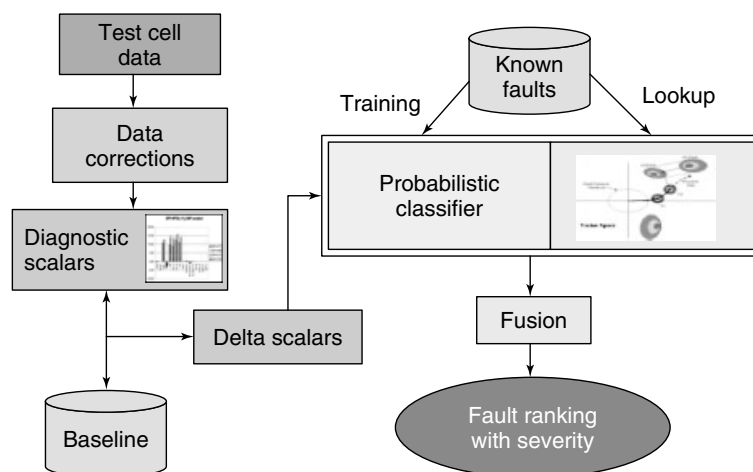 Test cell
data
Known
faults
Training
Lookup
Data
corrections
Probabilistic
classifier
Diagnostic
scalars
Delta scalars
Fusion
Baseline
Fault ranking
with severity